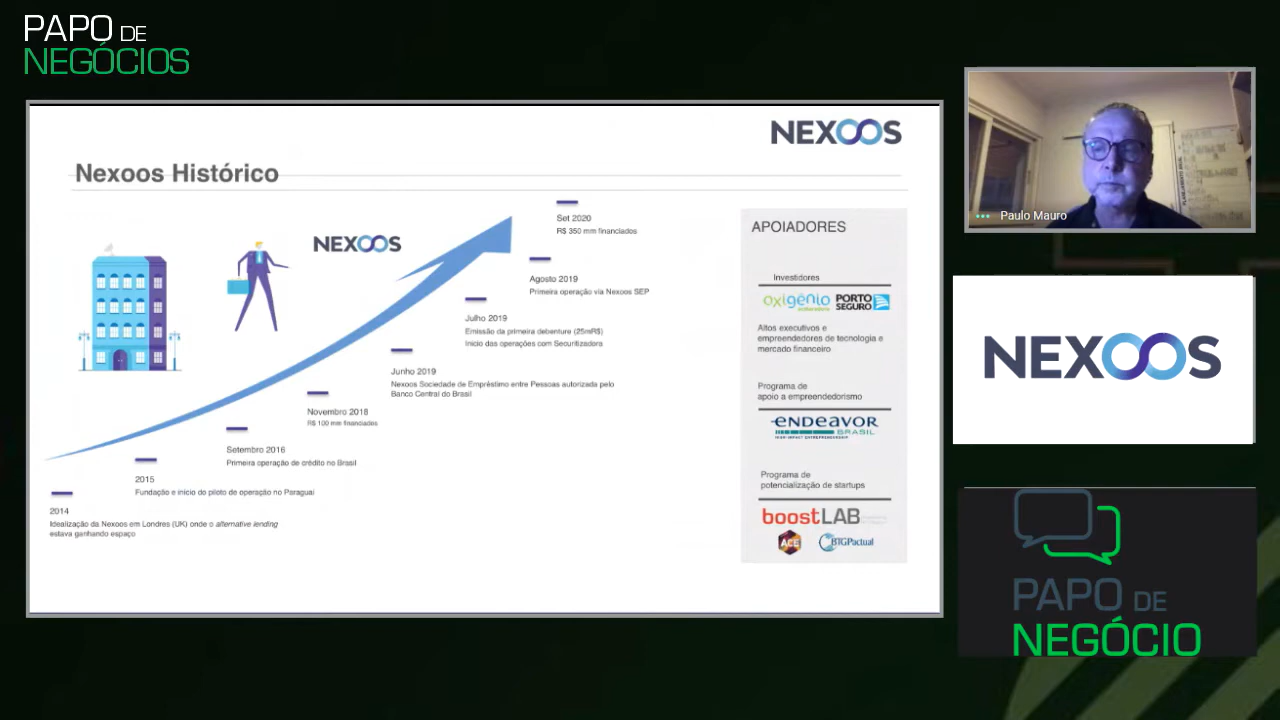 PAPO DE
NEGÓCIOS
NEXOOS
Nexoos Histórico
NEXOOS
Set 2020
R$ 350 mm financiados
Agosto 2019
Primeira operação via Nexoos SEP
Julho 2019
Emissão da primeira debenture (25mR$)
Inicio das operações com Securitizadora
Junho 2019
Nexoos Sociedade de Empréstimo entre Pessoas autorizada pelo
Banco Central do Brasil
Novembro 2018
R$ 100 mm financiados
Setembro 2016
Primeira operação de crédito no Brasil
2015
Fundação e inicio do piloto de operação no Paraguai
2014
Idealização da Nexoos em Londres (UK) onde o alternative lending
estava ganhando espaço
APOIADORES
Investidores
oxigênio
aceleradora
PORTO
SEGURO
Altos executivos e
empreendedores de tecnologia e
mercado financeiro
Programa de
apoio a empreendedorismo
ENDEAVOR
BRASIL
HIGH-IMPACT ENTREPRENEURSHIP
Programa de
potencialização de startups
boostLAB
ACE
BTGPactual
Paulo Mauro
NEXOOS
PAPO DE
NEGÓCIO